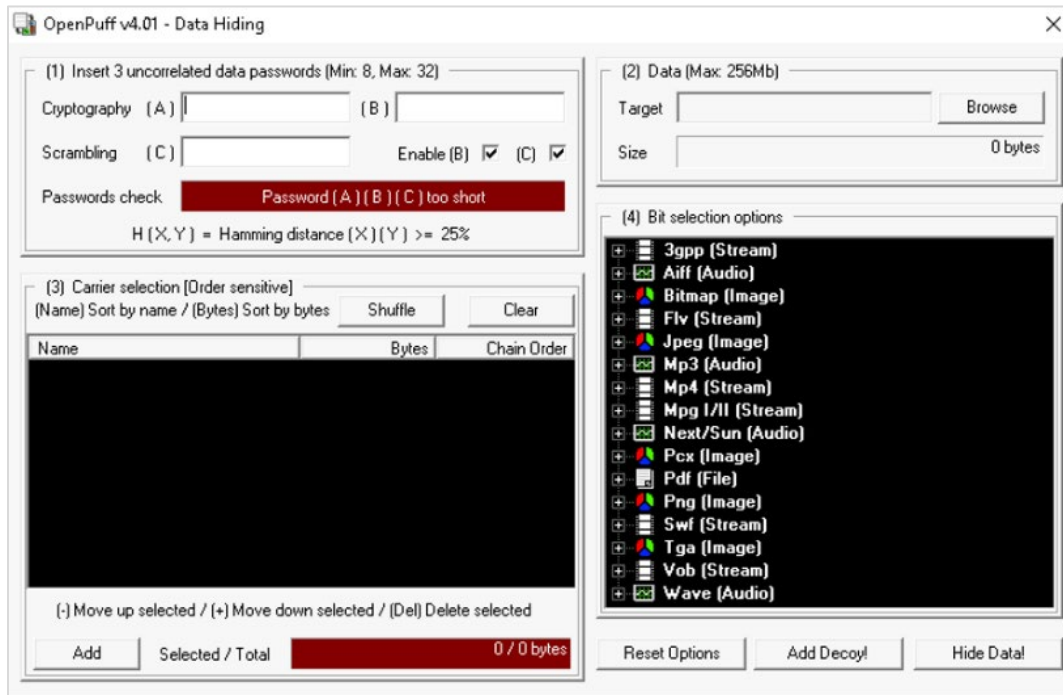 OpenPuff v4.01 - Data Hiding
(1) Insert 3 uncorrelated data passwords (Min: 8, Max: 32)
Cryptography (A) (B)
Scrambling (C) Enable (B) (C)
Passwords check Password (A) (B) (C) too short
H (X,Y) = Hamming distance (X)(Y) >= 25%
(2) Data (Max: 256Mb)
Target Browse
Size 0 bytes
(3) Carrier selection [Order sensitive]
(Name) Sort by name / (Bytes) Sort by bytes Shuffle Clear
Name Bytes Chain Order
(-) Move up selected / (+) Move down selected / (Del) Delete selected
Add Selected / Total 0 / 0 bytes
(4) Bit selection options
3gpp (Stream)
Aiff (Audio)
Bitmap (Image)
Flv (Stream)
Jpeg (Image)
Mp3 (Audio)
Mp4 (Stream)
Mpg I/II (Stream)
Next/Sun (Audio)
Pcx (Image)
Pdf (File)
Png (Image)
Swf (Stream)
Tga (Image)
Vob (Stream)
Wave (Audio)
Reset Options Add Decoy! Hide Data!